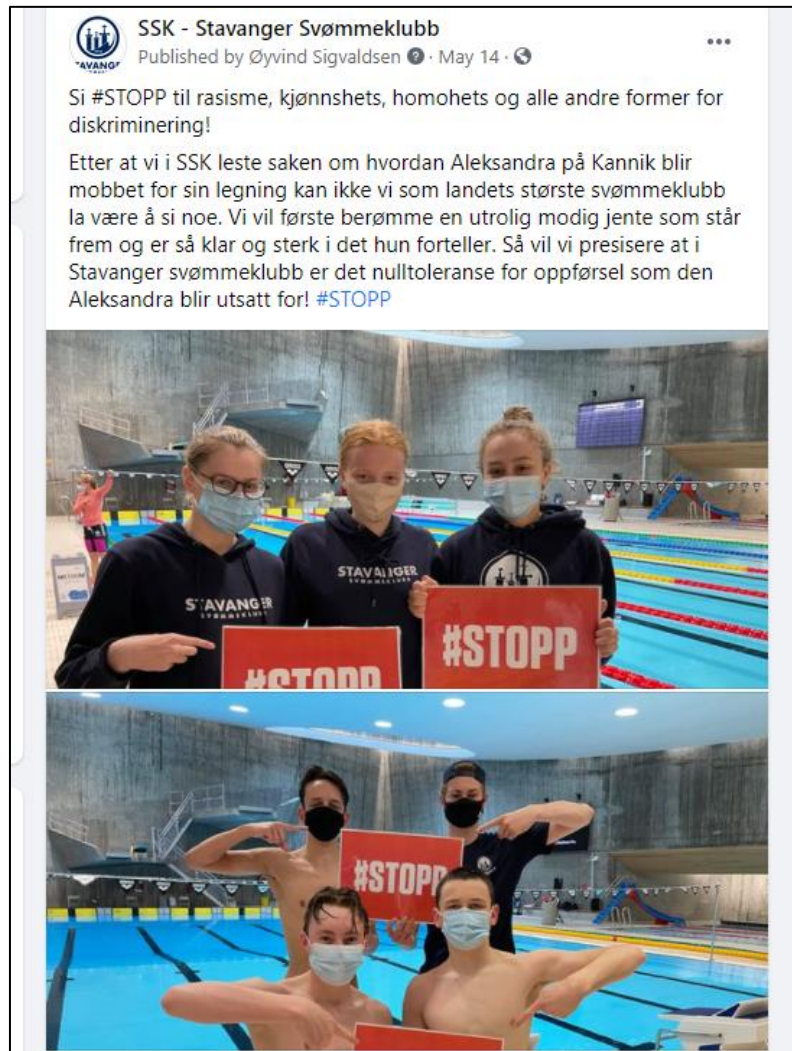 SSK - Stavanger Svømmeklubb
Published by Øyvind Sigvaldsen · May 14 ·
Si #STOPP til rasisme, kjønnshets, homohets og alle andre former for
diskriminering!
Etter at vi i SSK leste saken om hvordan Aleksandra på Kannik blir
mobbet for sin legning kan ikke vi som landets største svømmeklubb
la være å si noe. Vi vil første berømme en utrolig modig jente som står
frem og er så klar og sterk i det hun forteller. Så vil vi presisere at i
Stavanger svømmeklubb er det nulltoleranse for oppførsel som den
Aleksandra blir utsatt for! #STOPP
STAVANGER
SVØMMEKLUBB
STAVANGER
SVØMMEKLUBB
#STOPP
#STOPP
#STOPP